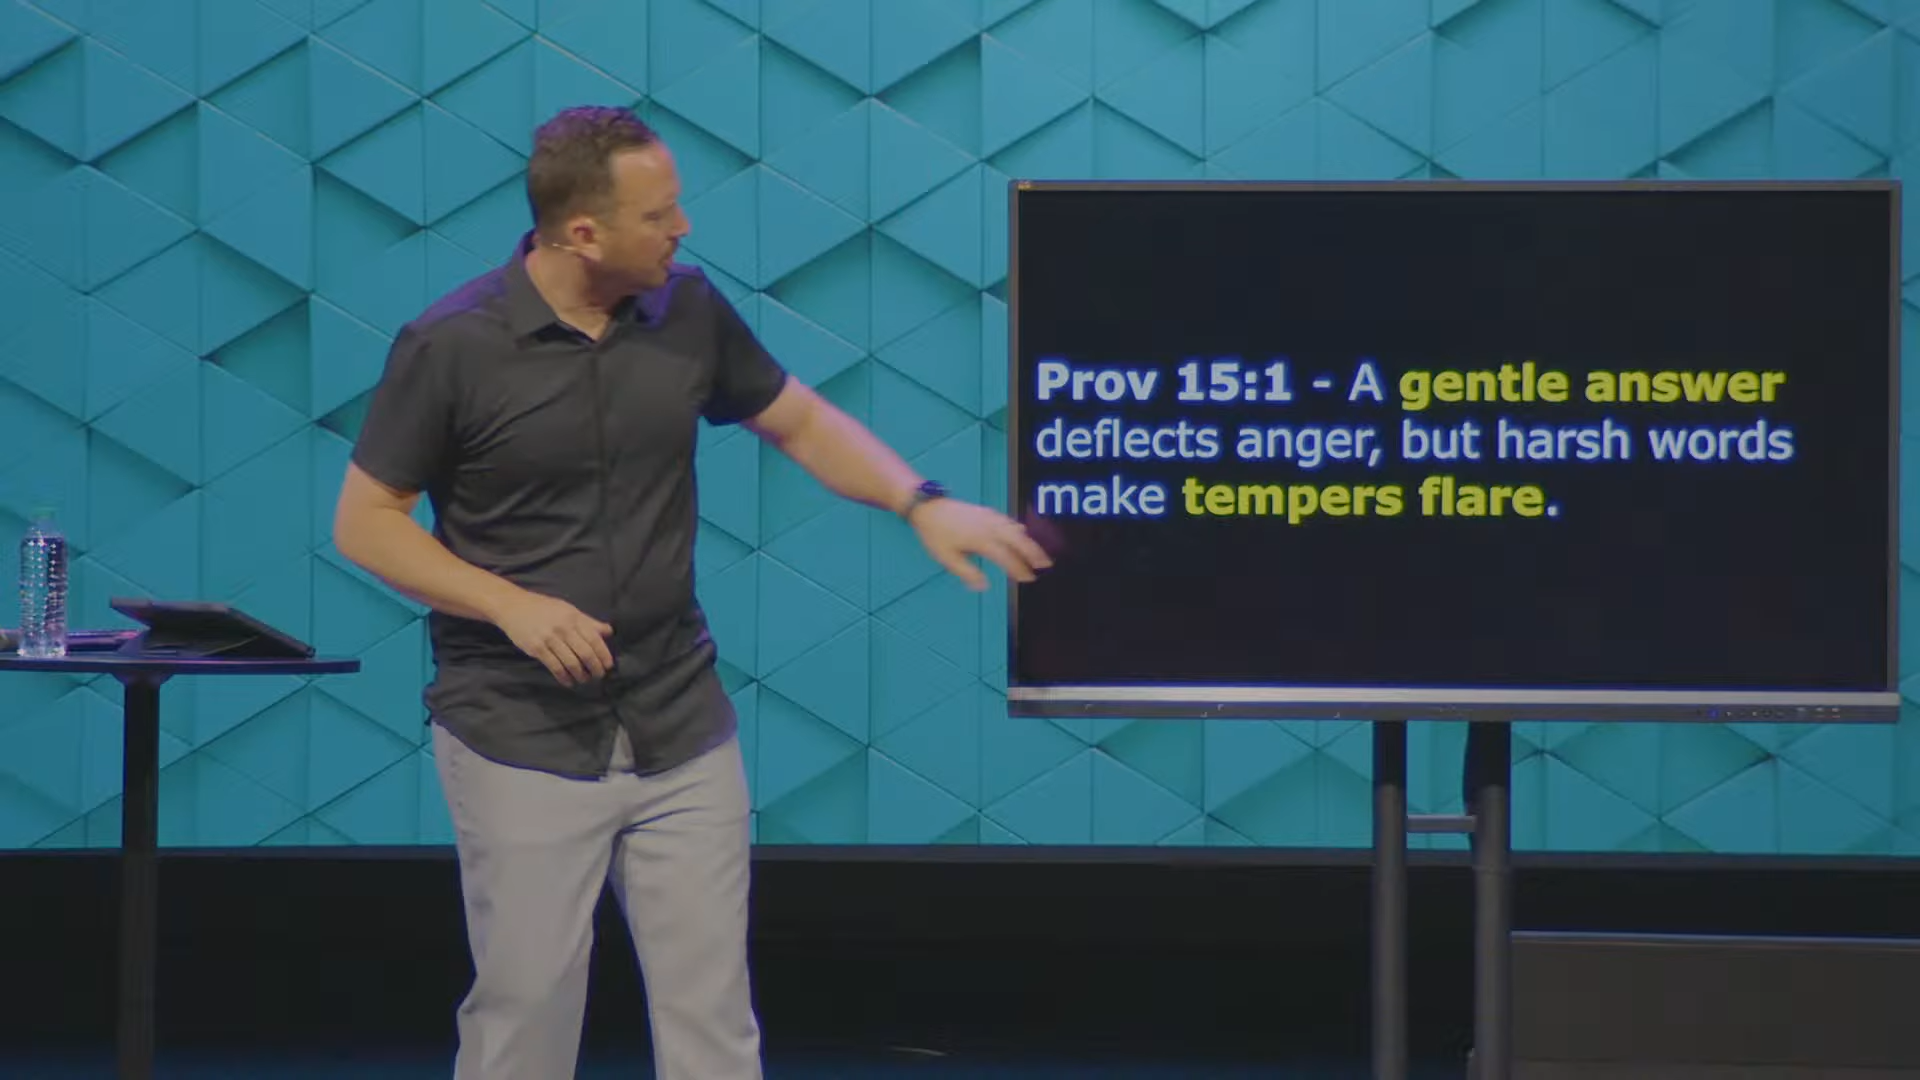 Prov 15:1 - A gentle answer
deflects anger, but harsh words
make tempers flare.